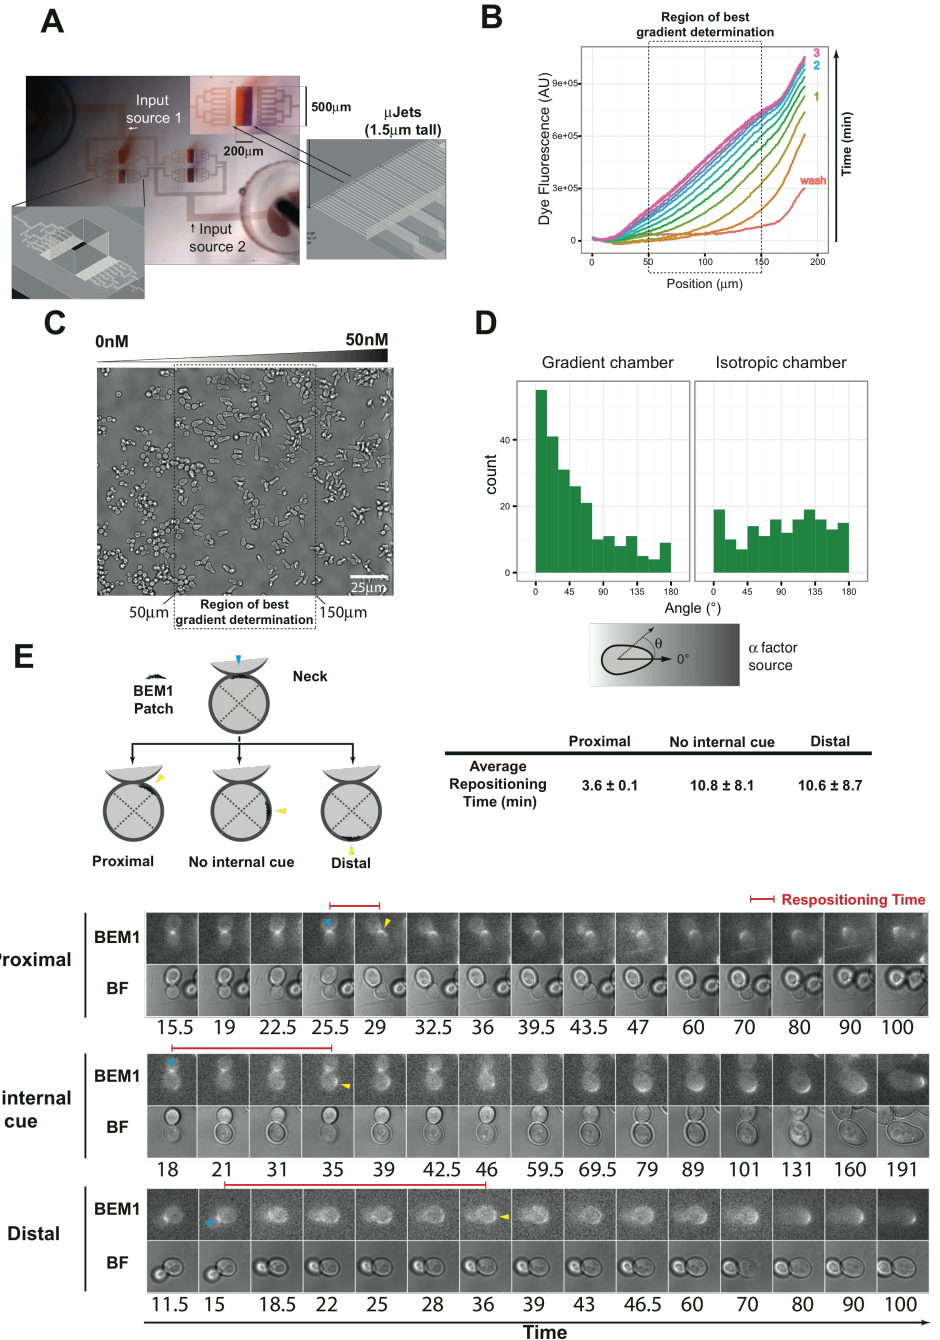 A
Input
source 1
500µm
200µm
µJets
(1.5µm tall)
Input
source 2
B
Region of best
gradient determination
Dye Fluorescence (AU)
9e+05
6e+05
3e+05
0
3
2
1
wash
Time (min)
0
50
100
150
200
Position (µm)
C
0nM
50nM
25µm
50µm
Region of best
gradient determination
150µm
D
Gradient chamber
Isotropic chamber
count
40
20
0
0
45
90
135
180
0
45
90
135
180
Angle (°)
θ
0°
α factor
source
E
BEM1
Patch
Neck
Proximal
No internal cue
Distal
Proximal
No internal cue
Distal
Average
Repositioning
Time (min)
3.6 ± 0.1
10.8 ± 8.1
10.6 ± 8.7
Respositioning Time
roximal
BEM1
BF
15.5 19 22.5 25.5 29 32.5 36 39.5 43.5 47 60 70 80 90 100
internal
cue
BEM1
BF
18 21 31 35 39 42.5 46 59.5 69.5 79 89 101 131 160 191
Distal
BEM1
BF
11.5 15 18.5 22 25 28 36 39 43 46.5 60 70 80 90 100
Time